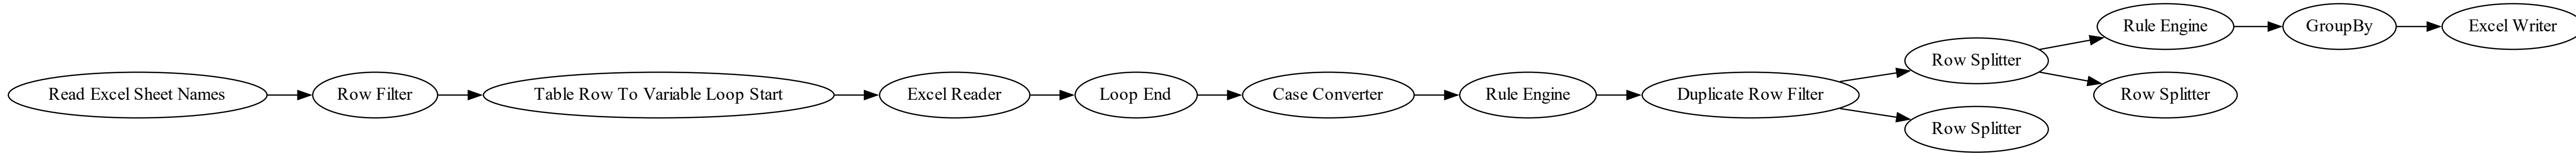 Read Excel Sheet Names
Row Filter
Table Row To Variable Loop Start
Excel Reader
Loop End
Case Converter
Rule Engine
Duplicate Row Filter
Row Splitter
Row Splitter
Rule Engine
Row Splitter
GroupBy
Excel Writer